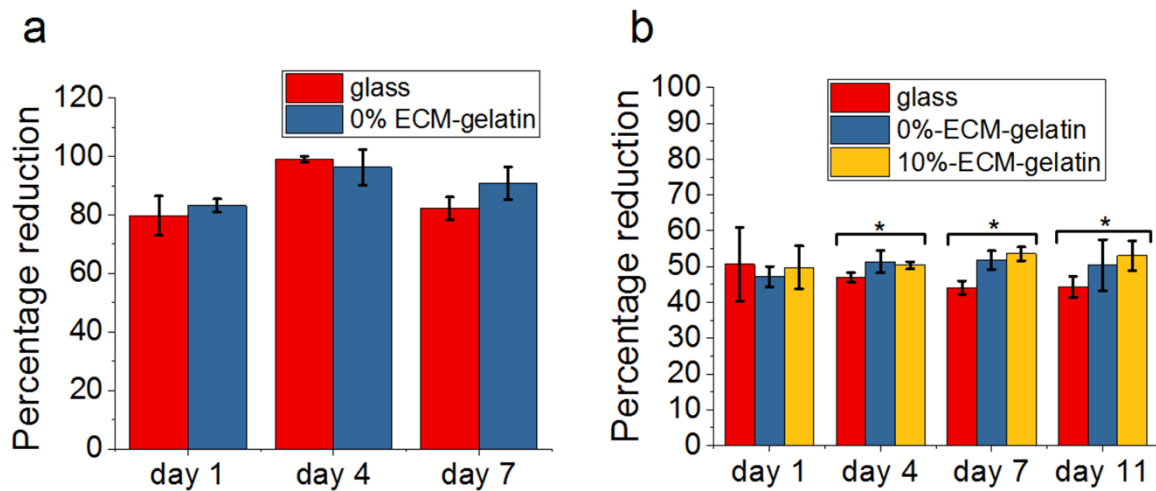 a
Percentage reduction
120
100
80
60
40
20
0
glass
0% ECM-gelatin
day 1
day 4
day 7
b
Percentage reduction
100
90
80
70
60
50
40
30
20
10
0
glass
0%-ECM-gelatin
10%-ECM-gelatin
*
*
*
day 1
day 4
day 7
day 11